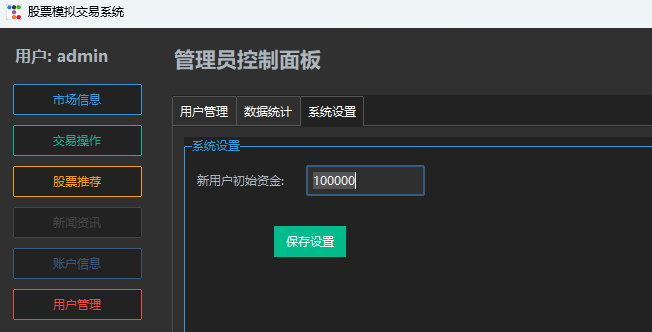 股票模拟交易系统
用户: admin
管理员控制面板
市场信息
交易操作
股票推荐
新闻资讯
账户信息
用户管理
用户管理 数据统计 系统设置
系统设置
新用户初始资金: 100000
保存设置